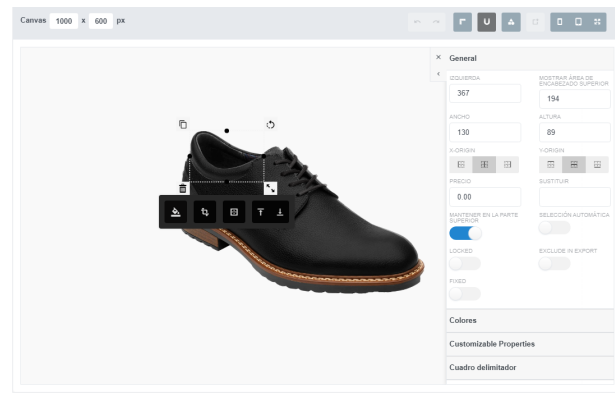 Canvas 1000 x 600 px
General
IZQUIERDA
MOSTRAR ÁREA DE
ENCABEZADO SUPERIOR
367
194
ANCHO
ALTURA
130
89
X-ORIGIN
Y-ORIGIN
PRECIO
SUSTITUIR
0.00
MANTENER EN LA PARTE
SUPERIOR
SELECCIÓN AUTOMÁTICA
LOCKED
EXCLUDE IN EXPORT
FIXED
Colores
Customizable Properties
Cuadro delimitador